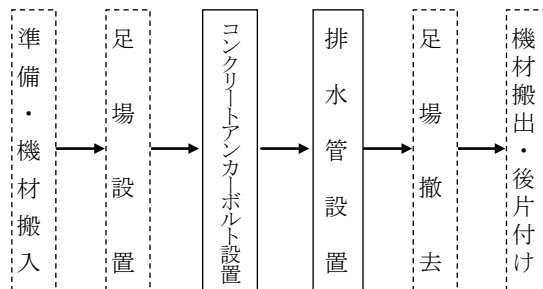 準備・機材搬入
足場設置
コンクリートアンカーボルト設置
排水管設置
足場撤去
機材搬出・後片付け